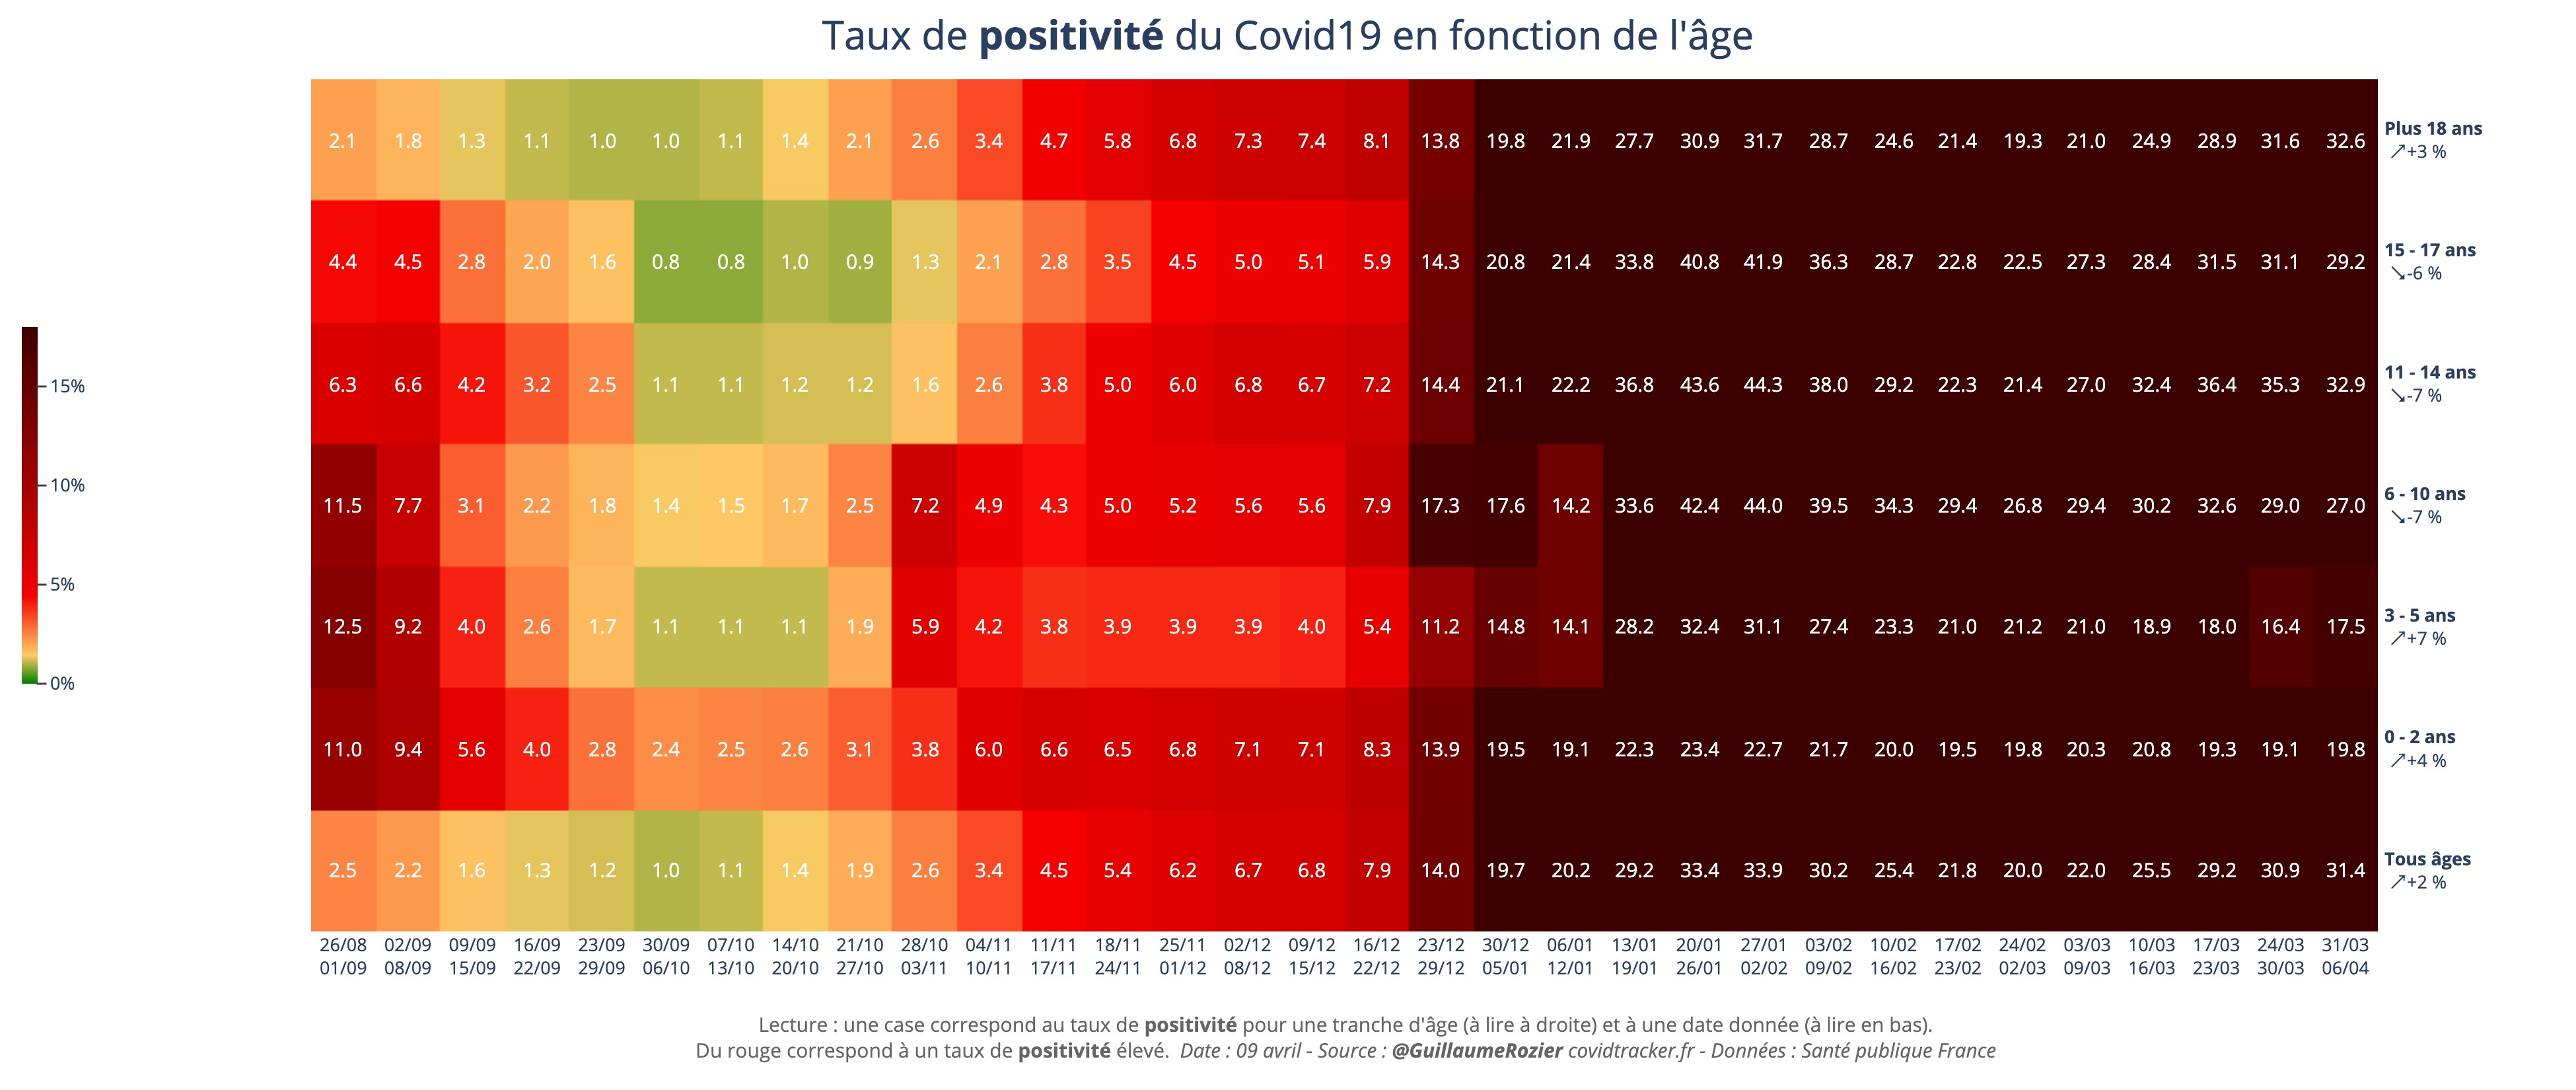 Taux de positivité du Covid19 en fonction de l'âge
2.1 1.8 1.3 1.1 1.0 1.0 1.1 1.4 2.1 2.6 3.4 4.7 5.8 6.8 7.3 7.4 8.1 13.8 19.8 21.9 27.7 30.9 31.7 28.7 24.6 21.4 19.3 21.0 24.9 28.9 31.6 32.6 Plus 18 ans
↗+3 %
4.4 4.5 2.8 2.0 1.6 0.8 0.8 1.0 0.9 1.3 2.1 2.8 3.5 4.5 5.0 5.1 5.9 14.3 20.8 21.4 33.8 40.8 41.9 36.3 28.7 22.8 22.5 27.3 28.4 31.5 31.1 29.2 15 - 17 ans
↘-6 %
6.3 6.6 4.2 3.2 2.5 1.1 1.1 1.2 1.2 1.6 2.6 3.8 5.0 6.0 6.8 6.7 7.2 14.4 21.1 22.2 36.8 43.6 44.3 38.0 29.2 22.3 21.4 27.0 32.4 36.4 35.3 32.9 11 - 14 ans
↘-7 %
11.5 7.7 3.1 2.2 1.8 1.4 1.5 1.7 2.5 7.2 4.9 4.3 5.0 5.2 5.6 5.6 7.9 17.3 17.6 14.2 33.6 42.4 44.0 39.5 34.3 29.4 26.8 29.4 30.2 32.6 29.0 27.0 6 - 10 ans
↘-7 %
12.5 9.2 4.0 2.6 1.7 1.1 1.1 1.1 1.9 5.9 4.2 3.8 3.9 3.9 3.9 4.0 5.4 11.2 14.8 14.1 28.2 32.4 31.1 27.4 23.3 21.0 21.2 21.0 18.9 18.0 16.4 17.5 3 - 5 ans
↗+7 %
11.0 9.4 5.6 4.0 2.8 2.4 2.5 2.6 3.1 3.8 6.0 6.6 6.5 6.8 7.1 7.1 8.3 13.9 19.5 19.1 22.3 23.4 22.7 21.7 20.0 19.5 19.8 20.3 20.8 19.3 19.1 19.8 0 - 2 ans
↗+4 %
2.5 2.2 1.6 1.3 1.2 1.0 1.1 1.4 1.9 2.6 3.4 4.5 5.4 6.2 6.7 6.8 7.9 14.0 19.7 20.2 29.2 33.4 33.9 30.2 25.4 21.8 20.0 22.0 25.5 29.2 30.9 31.4 Tous âges
↗+2 %
15%
10%
5%
0%
26/08 02/09 09/09 16/09 23/09 30/09 07/10 14/10 21/10 28/10 04/11 11/11 18/11 25/11 02/12 09/12 16/12 23/12 30/12 06/01 13/01 20/01 27/01 03/02 10/02 17/02 24/02 03/03 10/03 17/03 24/03 31/03
01/09 08/09 15/09 22/09 29/09 06/10 13/10 20/10 27/10 03/11 10/11 17/11 24/11 01/12 08/12 15/12 22/12 29/12 05/01 12/01 19/01 26/01 02/02 09/02 16/02 23/02 02/03 09/03 16/03 23/03 30/03 06/04
Lecture : une case correspond au taux de positivité pour une tranche d'âge (à lire à droite) et à une date donnée (à lire en bas).
Du rouge correspond à un taux de positivité élevé. Date : 09 avril - Source : @GuillaumeRozier covidtracker.fr - Données : Santé publique France